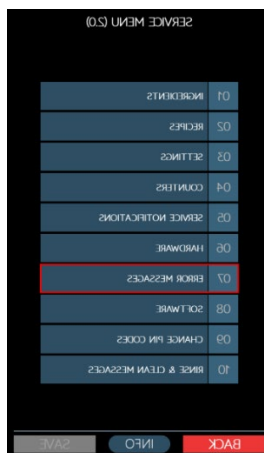 SERVICE MENU (2.0)
01 INGREDIENTS
02 RECIPES
03 SETTINGS
04 COUNTERS
05 SERVICE NOTIFICATIONS
06 HARDWARE
07 ERROR MESSAGES
08 SOFTWARE
09 CHANGE PIN CODES
10 RINSE & CLEAN MESSAGES
BACK INFO SAVE